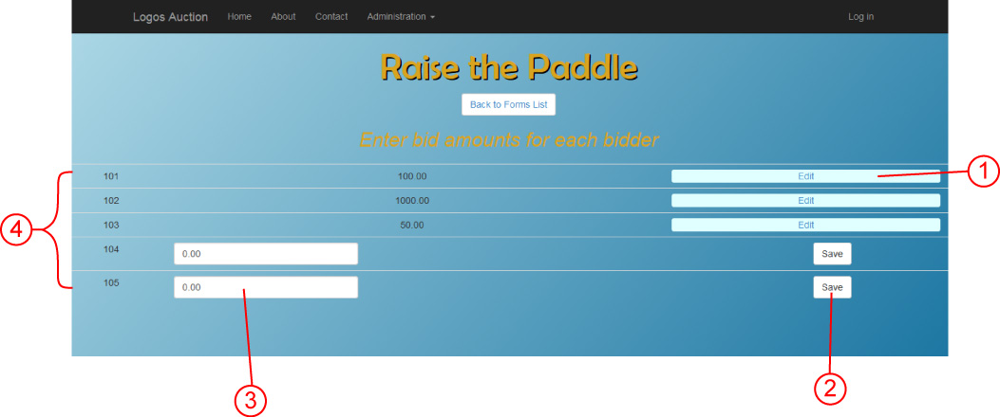 Logos Auction Home About Contact Administration Log in
Raise the Paddle
Back to Forms List
Enter bid amounts for each bidder
101 100.00 Edit 1
102 1000.00 Edit
4 103 50.00 Edit
104 0.00 Save
105 0.00 Save
3 2